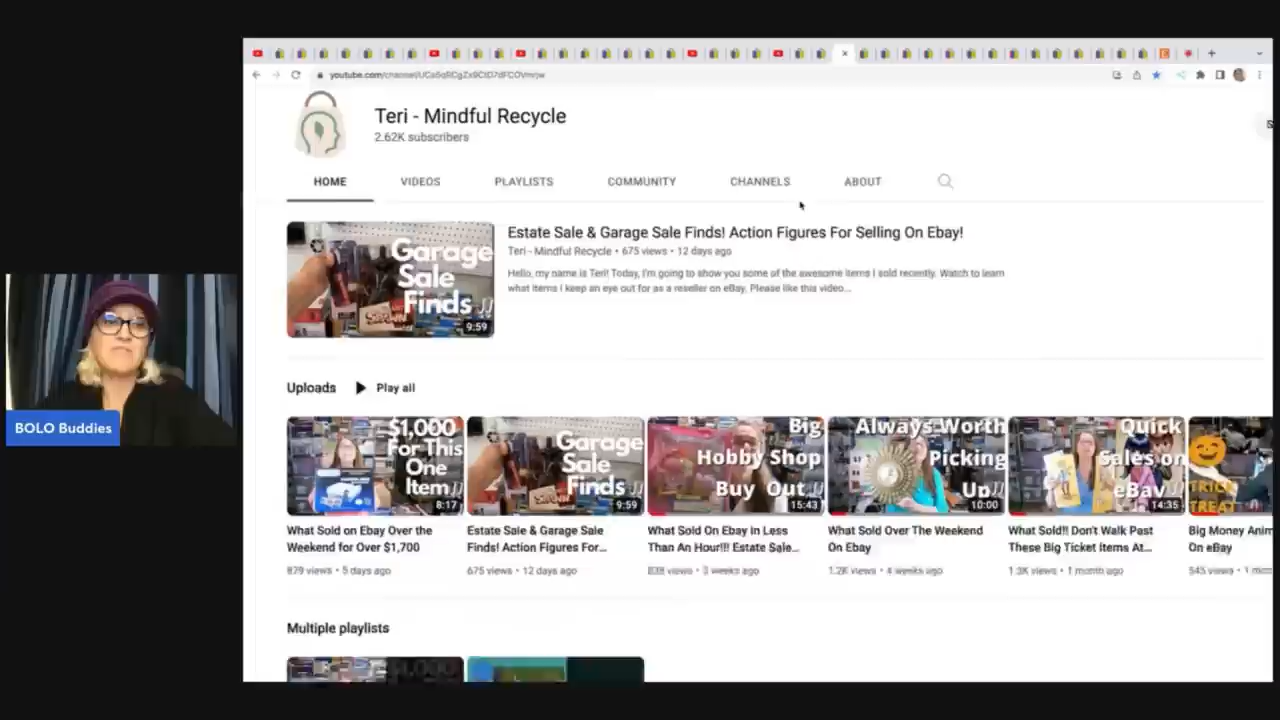 Teri - Mindful Recycle
2.62K subscribers
HOME VIDEOS PLAYLISTS COMMUNITY CHANNELS ABOUT
Garage
Sale
Finds
9:59
Estate Sale & Garage Sale Finds! Action Figures For Selling On Ebay!
Teri - Mindful Recycle • 675 views • 12 days ago
Hello, my name is Teri! Today, I'm going to show you some of the awesome items I sold recently. Watch to learn
what items I keep an eye out for as a reseller on eBay. Please like this video...
BOLO Buddies
Uploads Play all
$1,000
For This
One
Item
8:17
Garage
Sale
Finds
9:59
Big
Hobby Shop
Buy Out
15:43
Always Worth
Picking
Up
10:00
Quick
Sales on
eBay
14:35
TRICK
TREAT
What Sold on Ebay Over the
Weekend for Over $1,700
879 views • 5 days ago
Estate Sale & Garage Sale
Finds! Action Figures For...
675 views • 12 days ago
What Sold On Ebay in Less
Than An Hour!!! Estate Sale...
838 views • 3 weeks ago
What Sold Over The Weekend
On Ebay
1.2K views • 4 weeks ago
What Sold!! Don't Walk Past
These Big Ticket Items At...
1.3K views • 1 month ago
Big Money Anim
On eBay
545 views • 1 mon
Multiple playlists